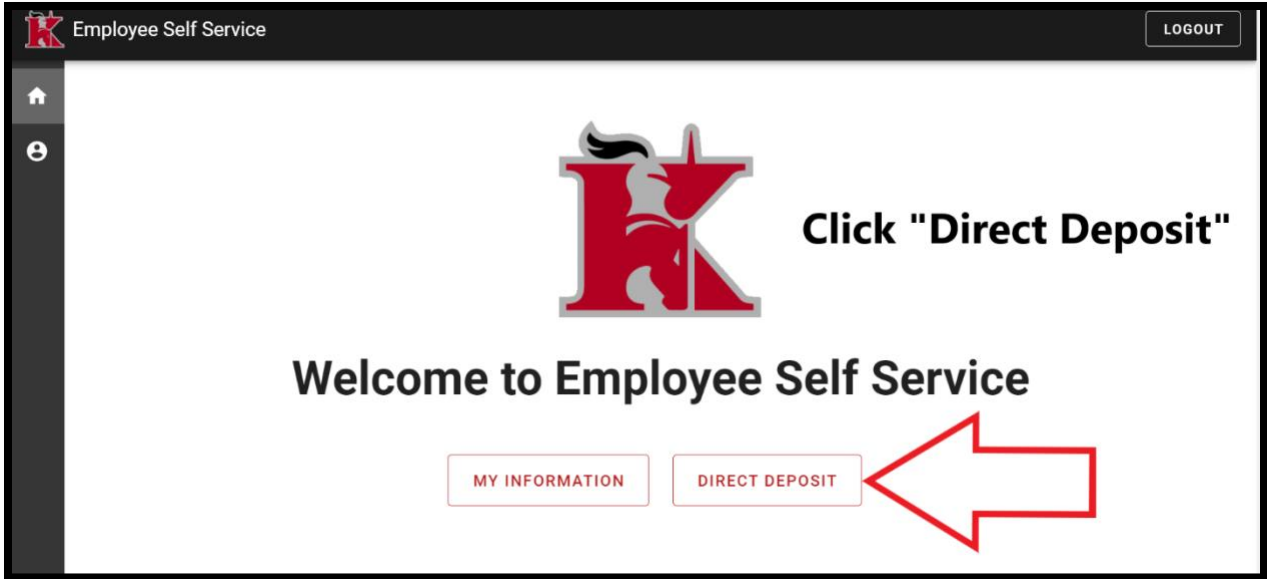 Employee Self Service
LOGOUT
Click "Direct Deposit"
Welcome to Employee Self Service
MY INFORMATION
DIRECT DEPOSIT